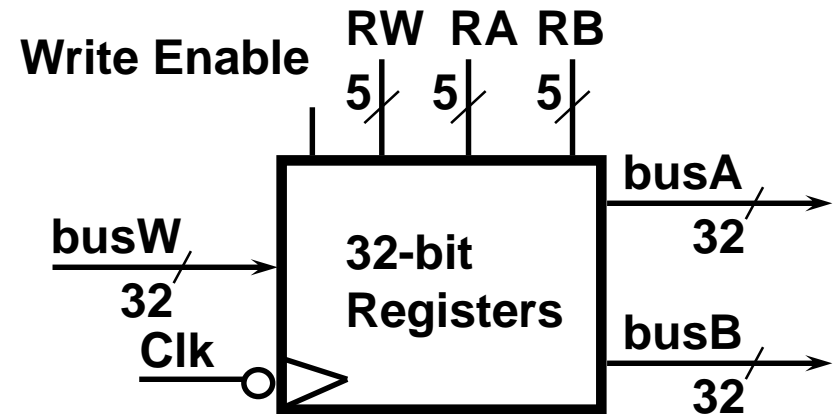 RW RA RB
Write Enable
5 5 5
busA
32
busW
32
32-bit
Registers
Clk
busB
32